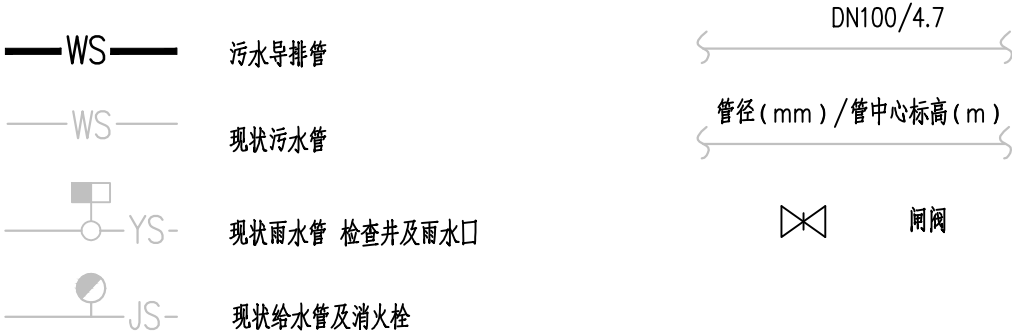 WS 污水导排管
WS 现状污水管
YS 现状雨水管 检查井及雨水口
JS 现状给水管及消火栓
DN100/4.7
管径(mm)/管中心标高(m)
闸阀